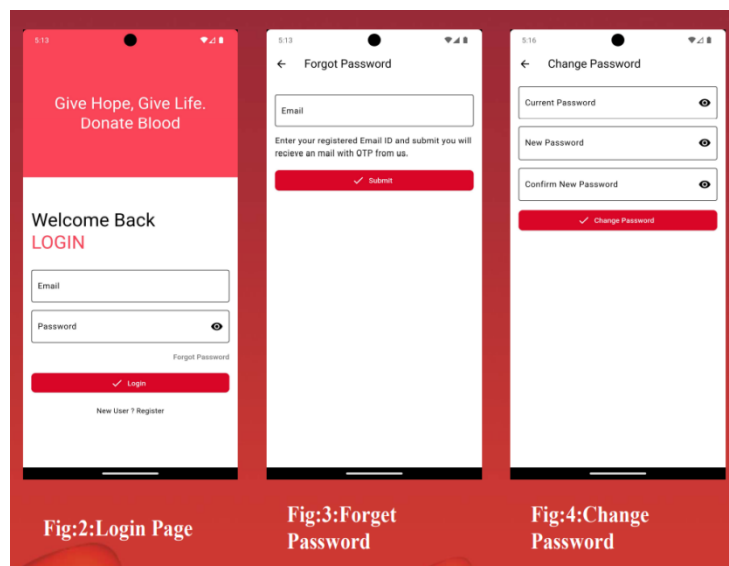 5:13
Give Hope, Give Life.
Donate Blood
Welcome Back
LOGIN
Email
Password
Forgot Password
Login
New User ? Register
Fig:2:Login Page
5:13
Forgot Password
Email
Enter your registered Email ID and submit you will
recieve an mail with OTP from us.
Submit
Fig:3:Forget
Password
5:16
Change Password
Current Password
New Password
Confirm New Password
Change Password
Fig:4:Change
Password